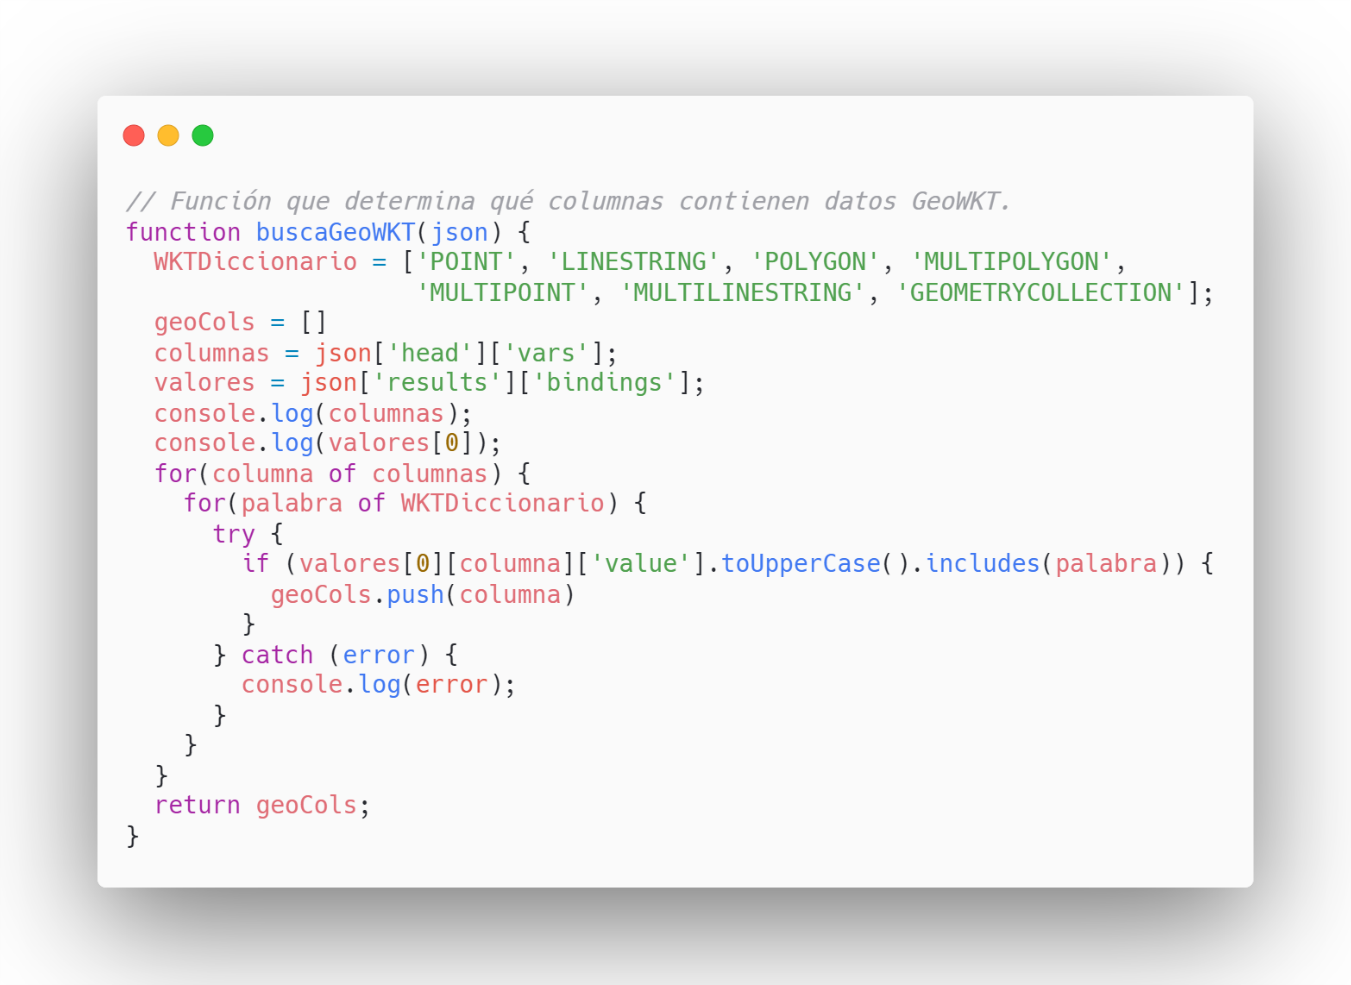 // Función que determina qué columnas contienen datos GeoWKT.
function buscaGeoWKT(json) {
  WKTDiccionario = ['POINT', 'LINESTRING', 'POLYGON', 'MULTIPOLYGON',
                    'MULTIPOINT', 'MULTILINESTRING', 'GEOMETRYCOLLECTION'];
  geoCols = []
  columnas = json['head']['vars'];
  valores = json['results']['bindings'];
  console.log(columnas);
  console.log(valores[0]);
  for(columna of columnas) {
    for(palabra of WKTDiccionario) {
      try {
        if (valores[0][columna]['value'].toUpperCase().includes(palabra)) {
          geoCols.push(columna)
        }
      } catch (error) {
        console.log(error);
      }
    }
  }
  return geoCols;
}